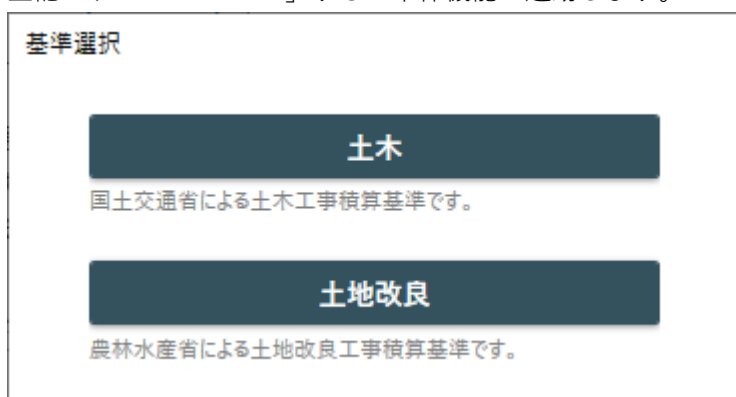 基準選択
土木
国土交通省による土木工事積算基準です。
土地改良
農林水産省による土地改良工事積算基準です。